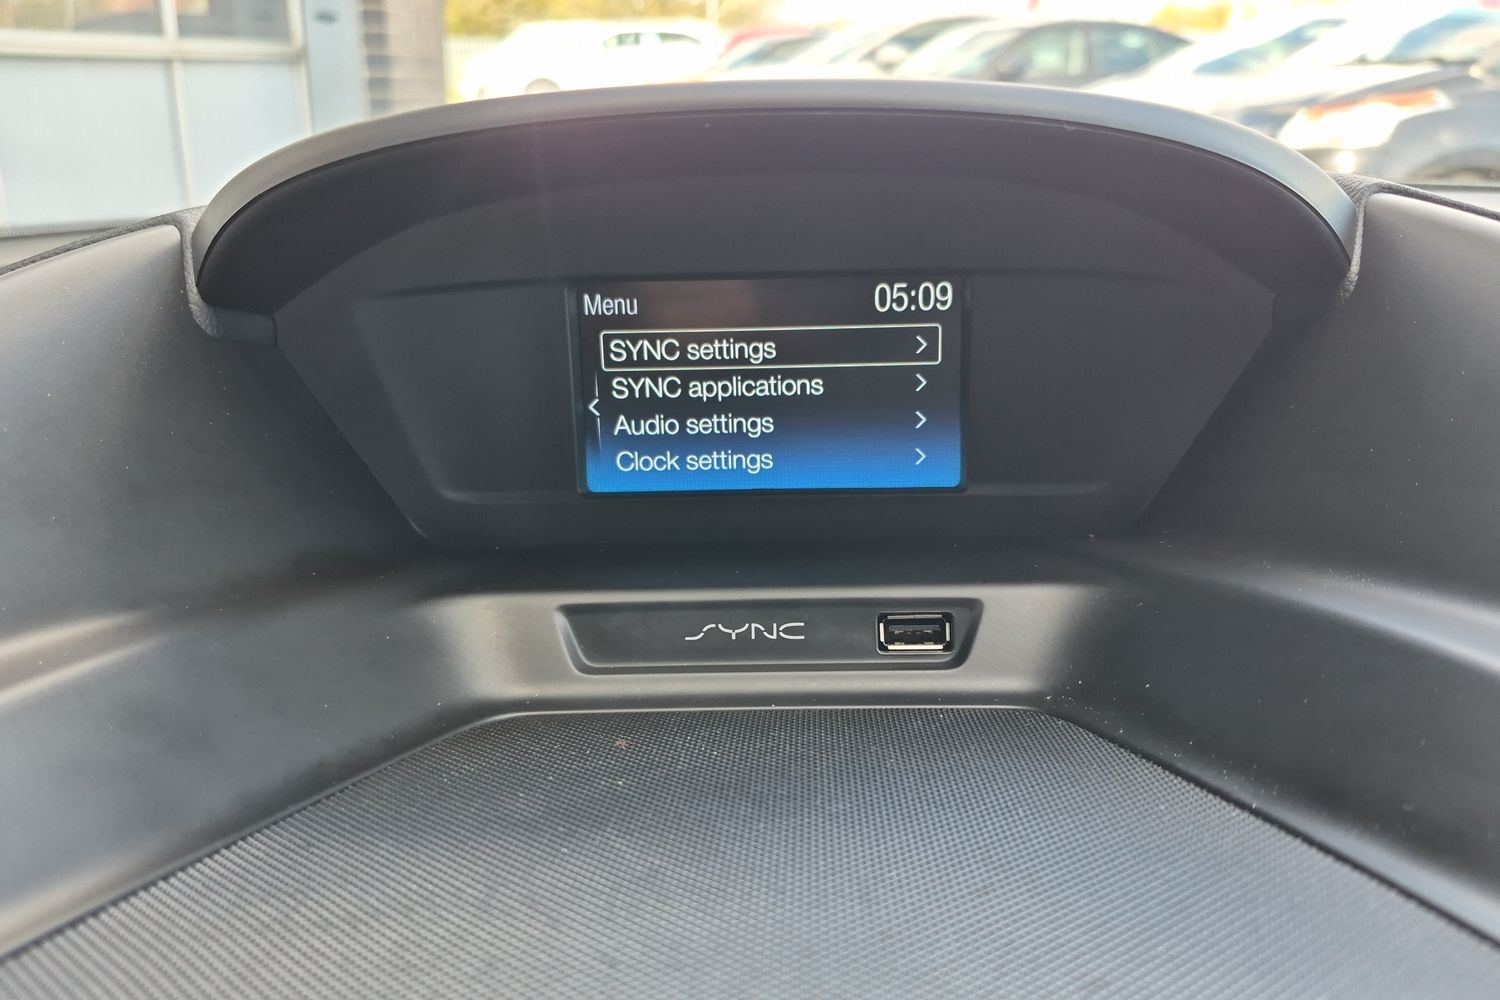 Menu 05:09
SYNC settings
SYNC applications
Audio settings
Clock settings
SYNC